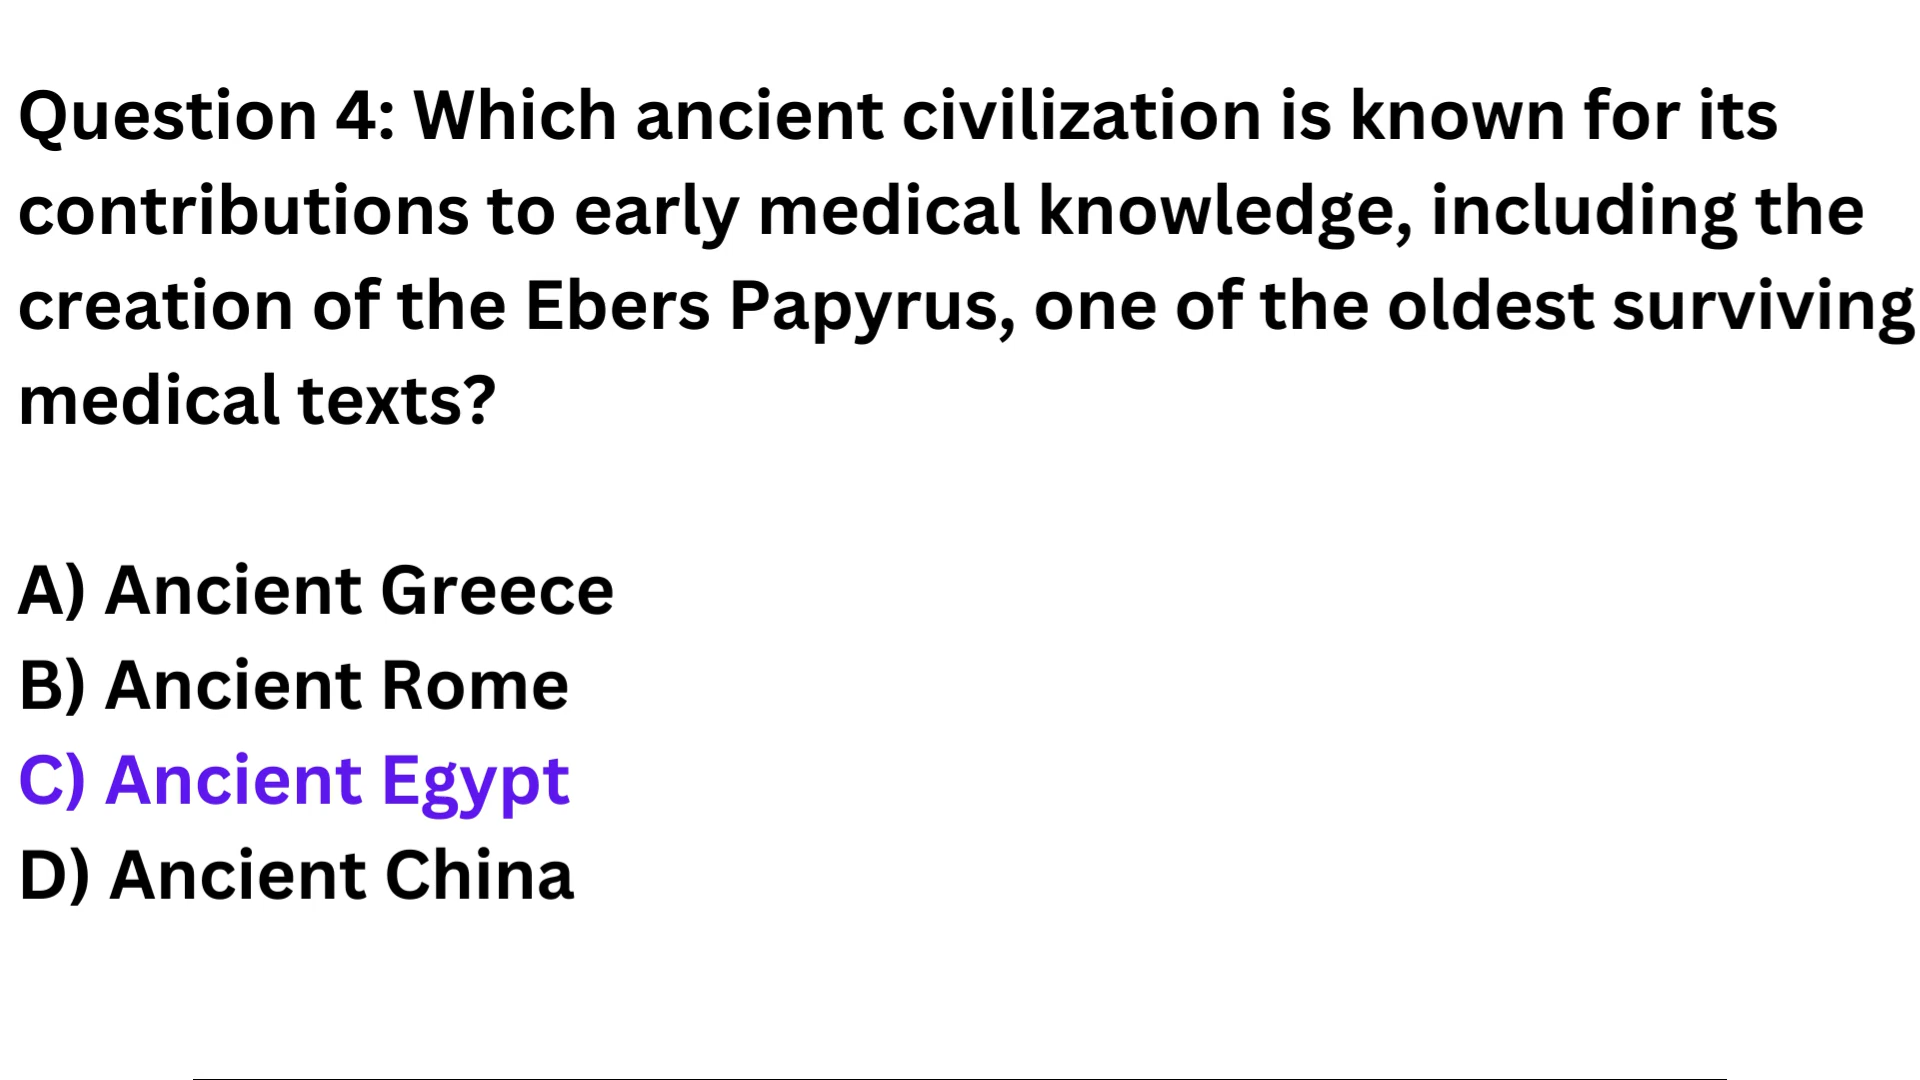 Question 4: Which ancient civilization is known for its
contributions to early medical knowledge, including the
creation of the Ebers Papyrus, one of the oldest surviving
medical texts?
A) Ancient Greece
B) Ancient Rome
C) Ancient Egypt
D) Ancient China